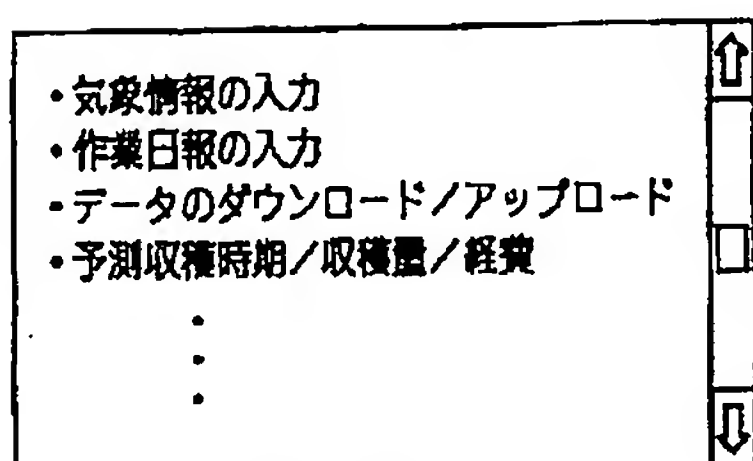 ・気象情報の入力
・作業日報の入力
・データのダウンロード／アップロード
・予測収穫時期／収穫量／経費
・
・
・